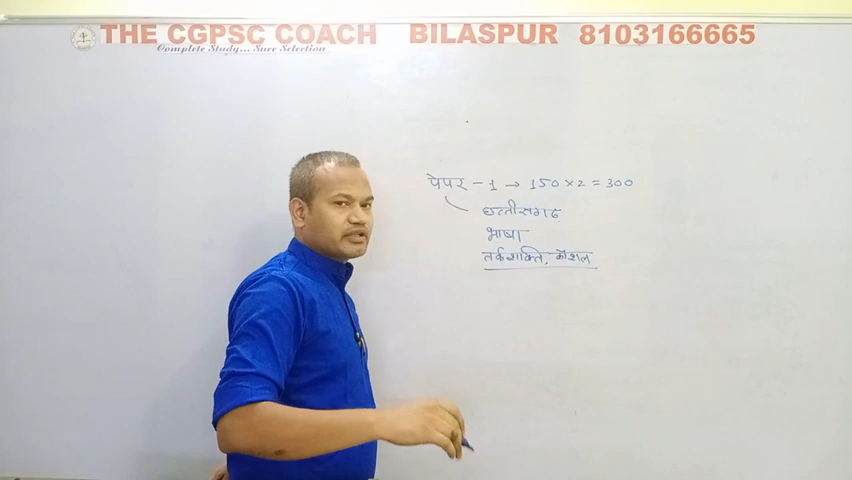 THE CGPSC COACH BILASPUR 8103166665
Complete Study... Sure Selection
पेपर - 1 → 150 × 2 = 300
छत्तीसगढ़
भाषा
तर्कशक्ति, कौशल